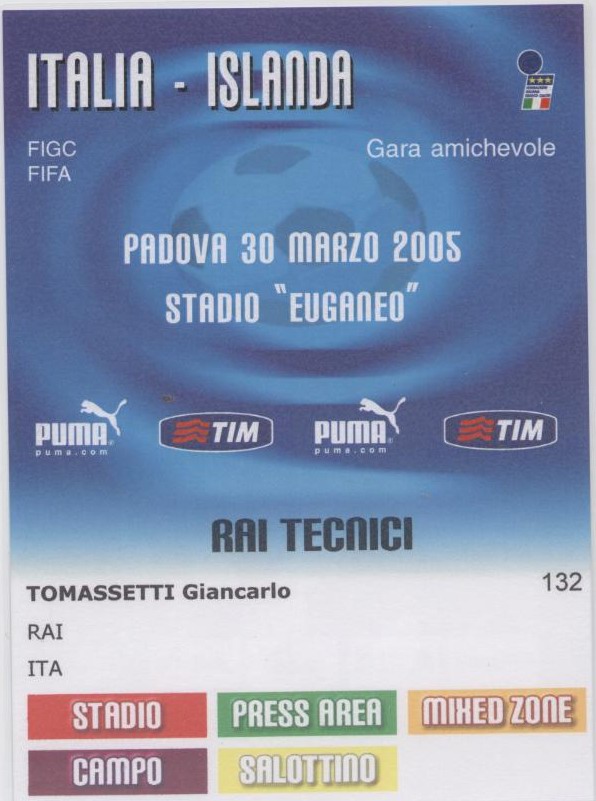 ITALIA - ISLANDA
FIGC
Gara amichevole
FIFA
PADOVA 30 MARZO 2005
STADIO "EUGANEO"
PUMA TIM PUMA TIM
puma.com puma.com
RAI TECNICI
TOMASSETTI Giancarlo 132
RAI
ITA
STADIO PRESS AREA MIXED ZONE
CAMPO SALOTTINO